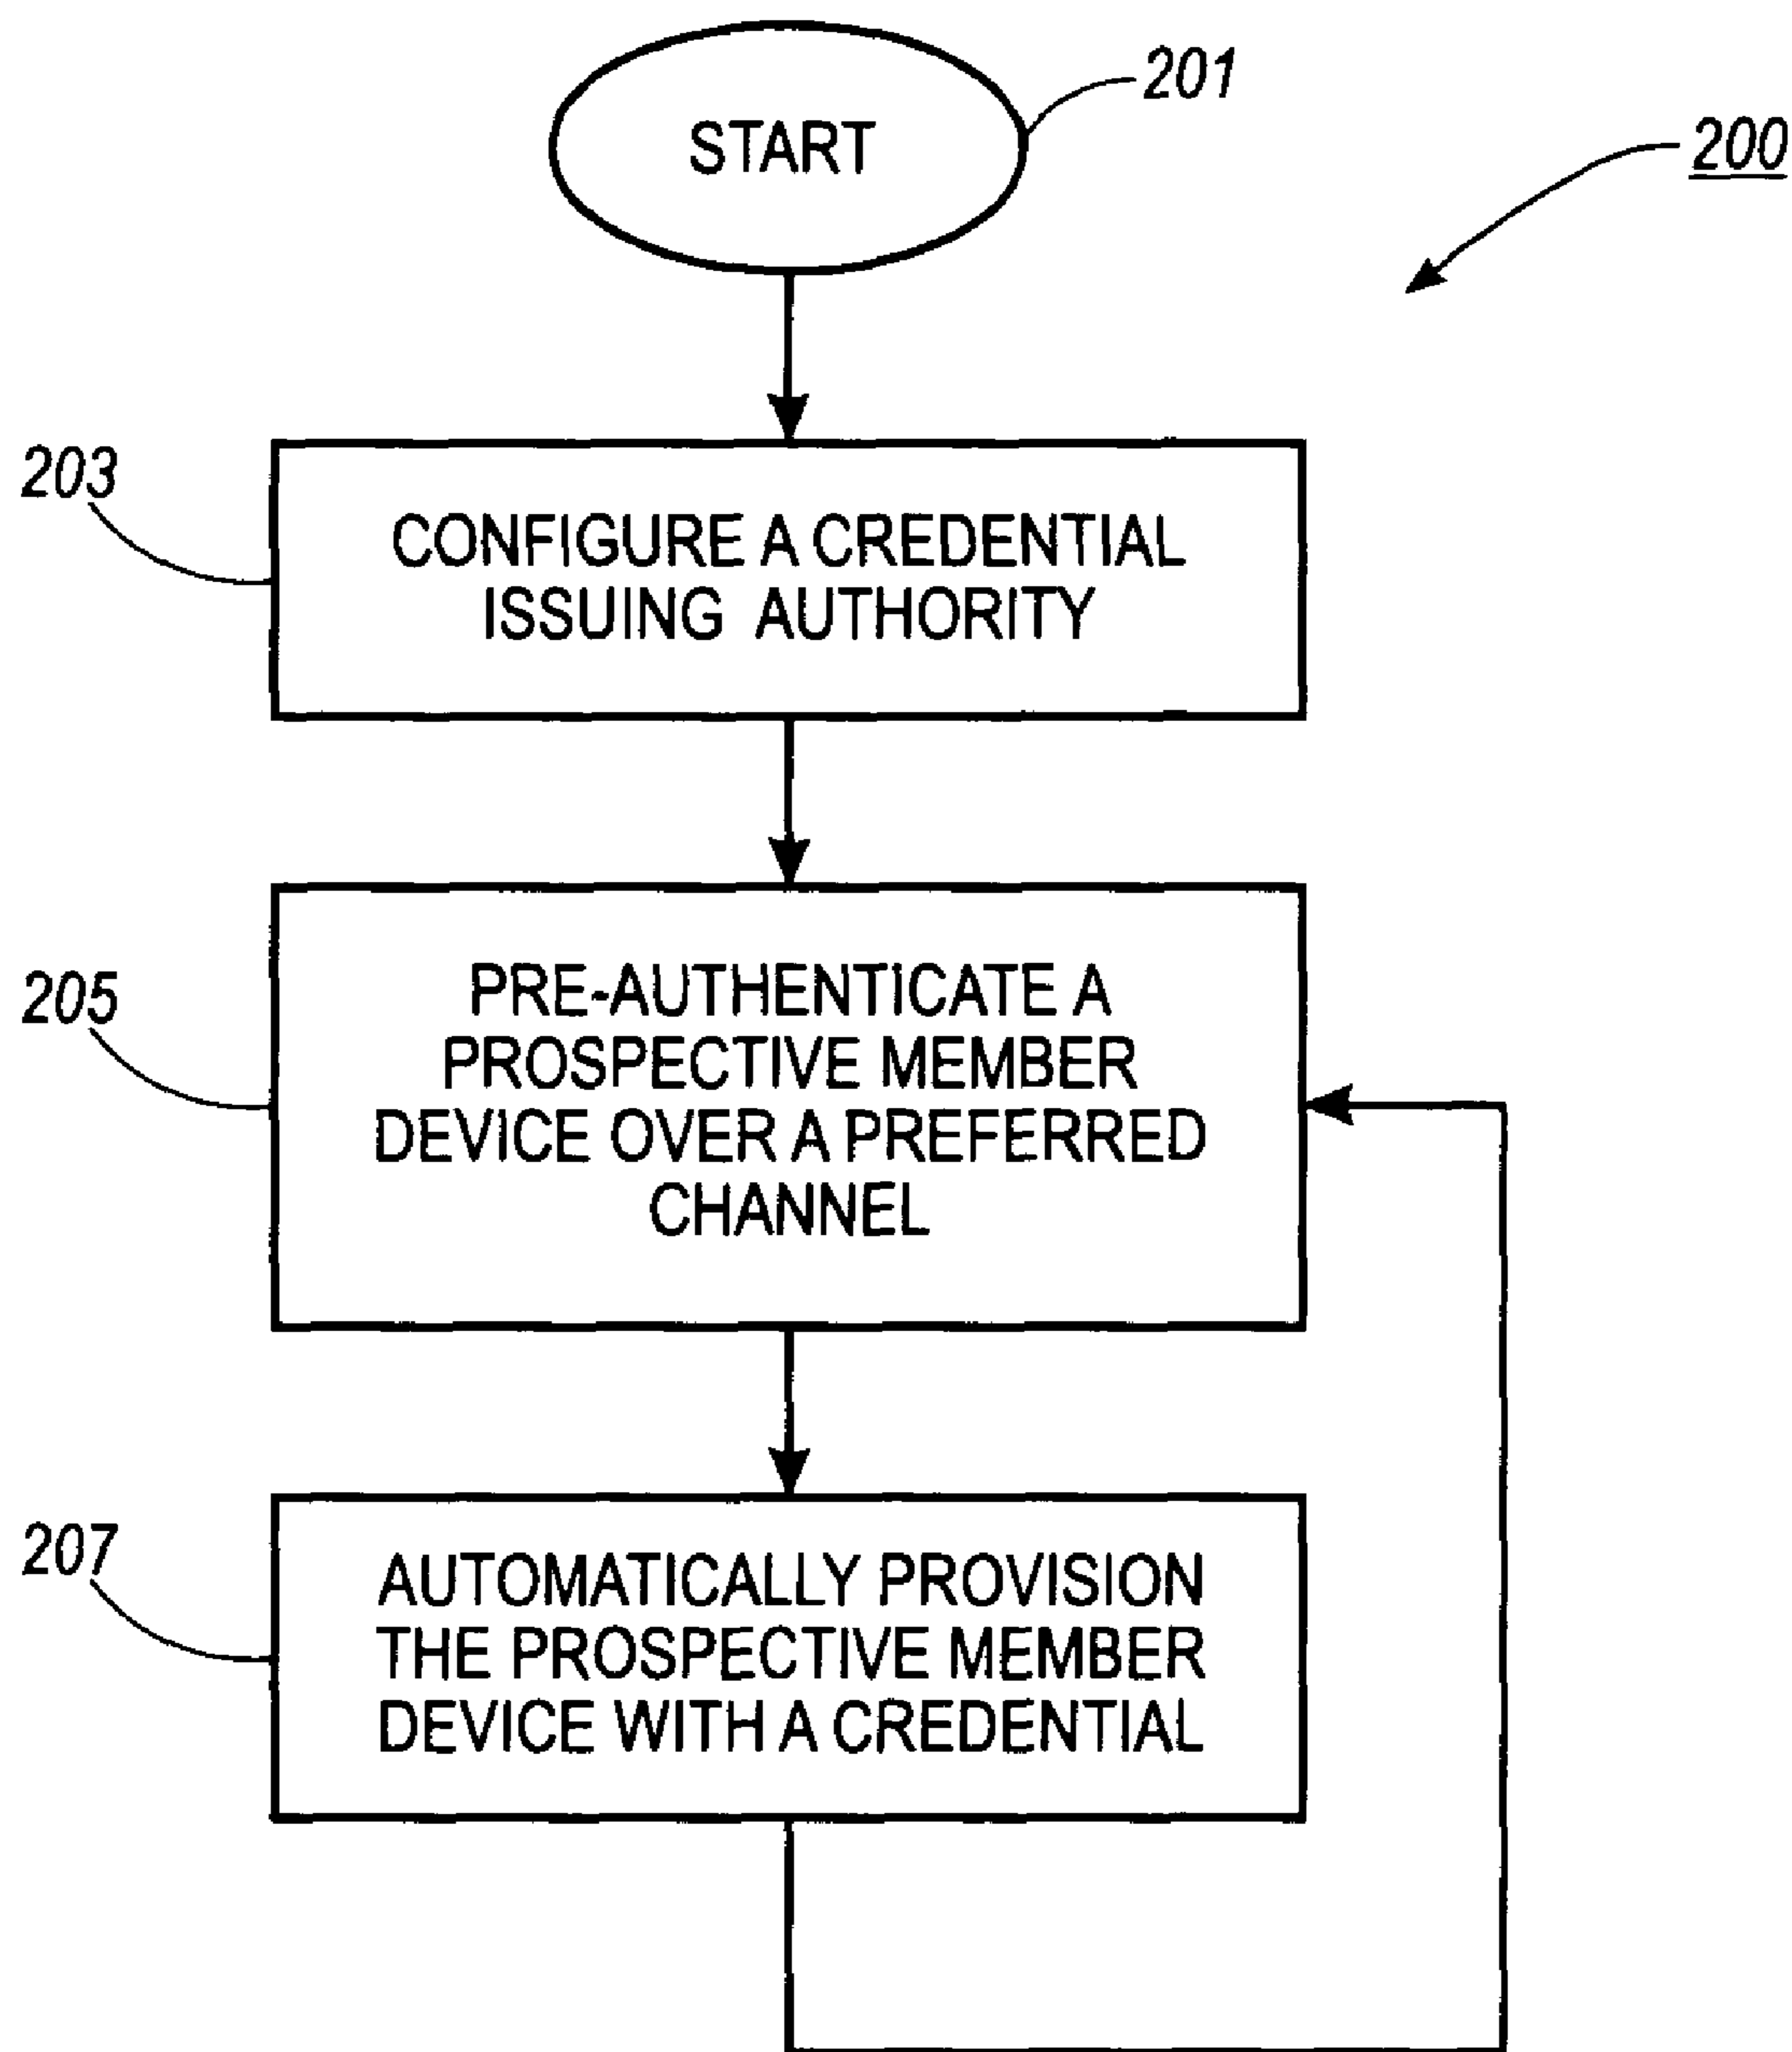 START
201
200
203
CONFIGURE A CREDENTIAL
ISSUING AUTHORITY
205
PRE-AUTHENTICATE A
PROSPECTIVE MEMBER
DEVICE OVER A PREFERRED
CHANNEL
207
AUTOMATICALLY PROVISION
THE PROSPECTIVE MEMBER
DEVICE WITH A CREDENTIAL